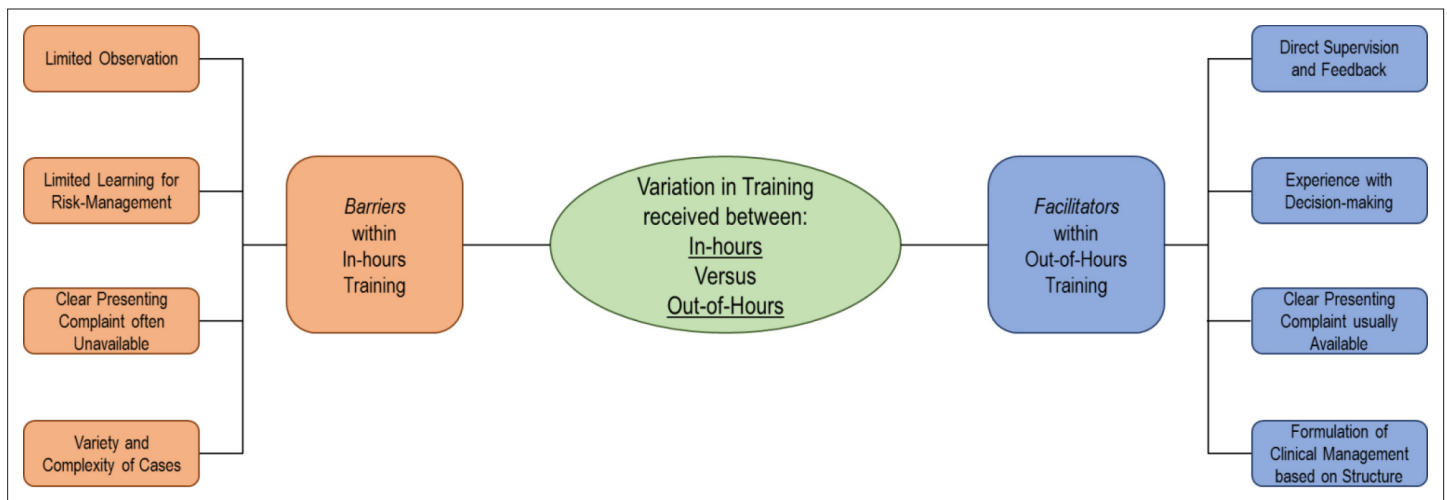 Limited Observation
Limited Learning for
Risk-Management
Clear Presenting
Complaint often
Unavailable
Variety and
Complexity of Cases
Barriers
within
In-hours
Training
Variation in Training
received between:
In-hours
Versus
Out-of-Hours
Facilitators
within
Out-of-Hours
Training
Direct Supervision
and Feedback
Experience with
Decision-making
Clear Presenting
Complaint usually
Available
Formulation of
Clinical Management
based on Structure